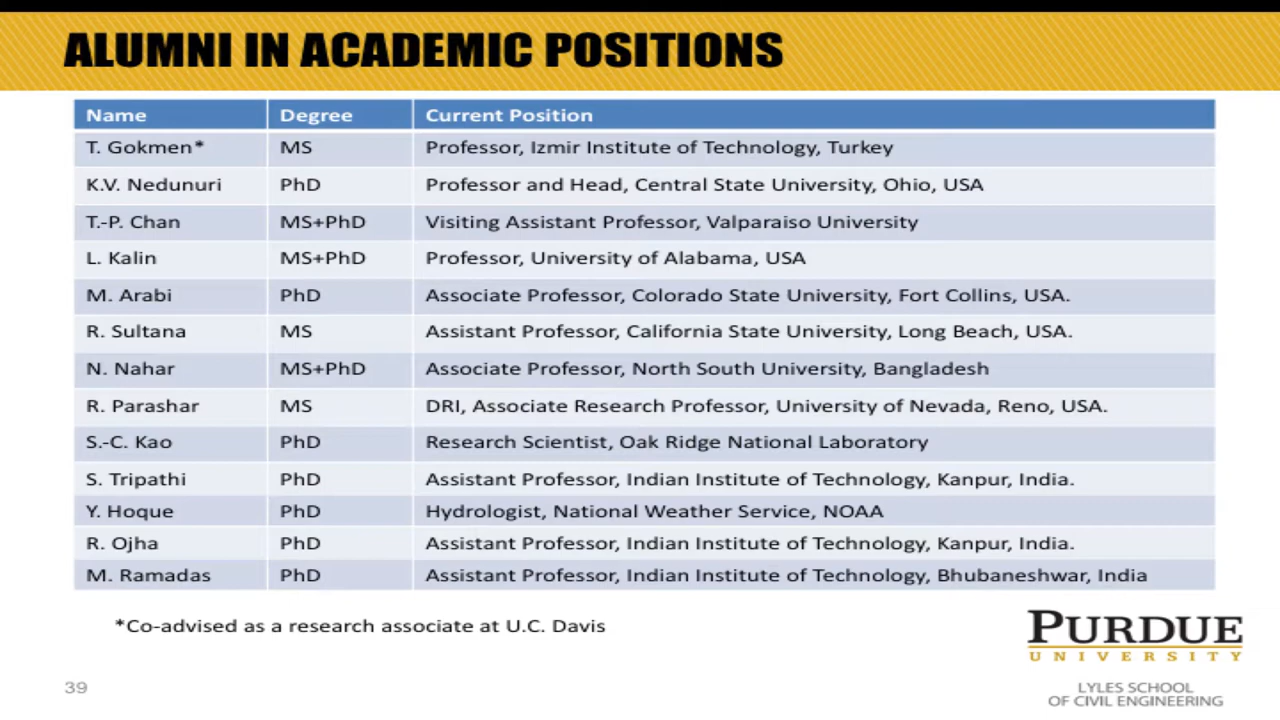 ALUMNI IN ACADEMIC POSITIONS
Name Degree Current Position
T. Gokmen* MS Professor, Izmir Institute of Technology, Turkey
K.V. Nedunuri PhD Professor and Head, Central State University, Ohio, USA
T.-P. Chan MS+PhD Visiting Assistant Professor, Valparaiso University
L. Kalin MS+PhD Professor, University of Alabama, USA
M. Arabi PhD Associate Professor, Colorado State University, Fort Collins, USA.
R. Sultana MS Assistant Professor, California State University, Long Beach, USA.
N. Nahar MS+PhD Associate Professor, North South University, Bangladesh
R. Parashar MS DRI, Associate Research Professor, University of Nevada, Reno, USA.
S.-C. Kao PhD Research Scientist, Oak Ridge National Laboratory
S. Tripathi PhD Assistant Professor, Indian Institute of Technology, Kanpur, India.
Y. Hoque PhD Hydrologist, National Weather Service, NOAA
R. Ojha PhD Assistant Professor, Indian Institute of Technology, Kanpur, India.
M. Ramadas PhD Assistant Professor, Indian Institute of Technology, Bhubaneshwar, India
*Co-advised as a research associate at U.C. Davis
PURDUE
UNIVERSITY
39
LYLES SCHOOL
OF CIVIL ENGINEERING